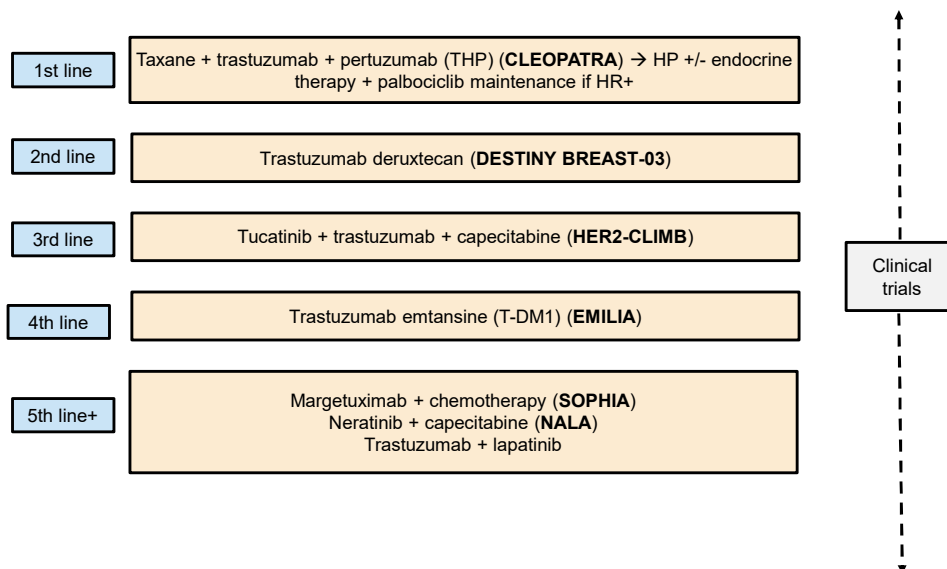 1st line
Taxane + trastuzumab + pertuzumab (THP) (CLEOPATRA) → HP +/- endocrine
therapy + palbociclib maintenance if HR+
2nd line
Trastuzumab deruxtecan (DESTINY BREAST-03)
3rd line
Tucatinib + trastuzumab + capecitabine (HER2-CLIMB)
4th line
Trastuzumab emtansine (T-DM1) (EMILIA)
5th line+
Margetuximab + chemotherapy (SOPHIA)
Neratinib + capecitabine (NALA)
Trastuzumab + lapatinib
Clinical
trials